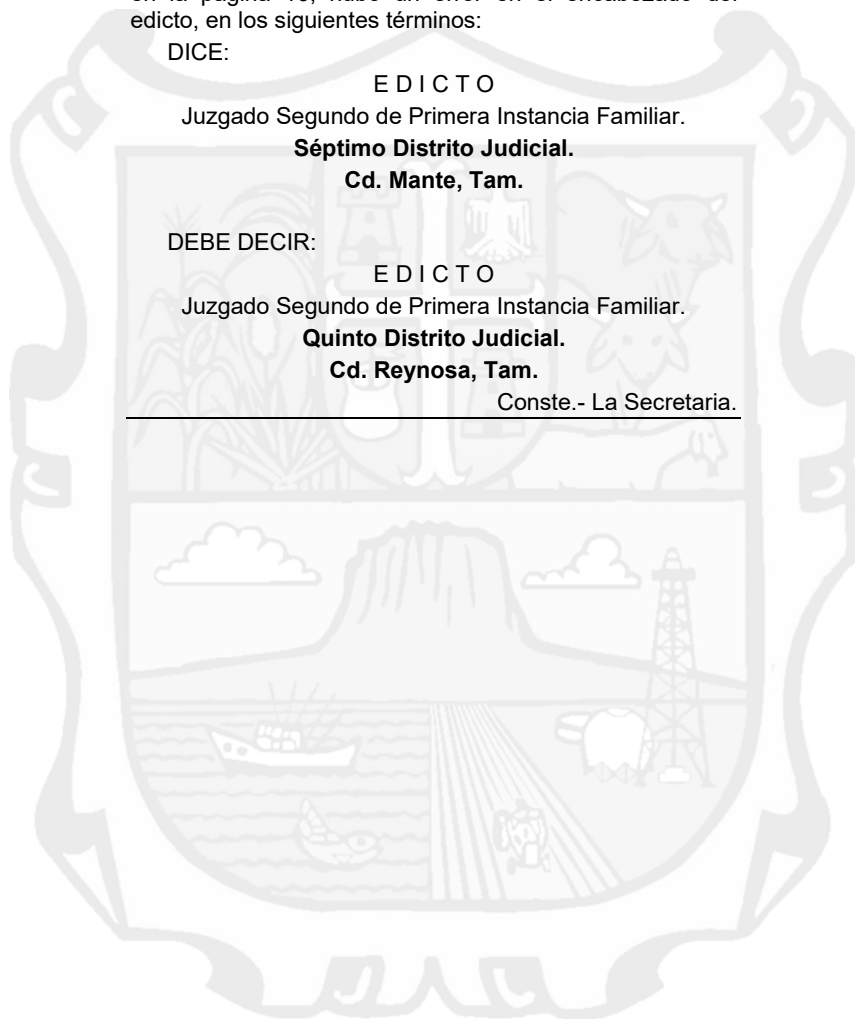 edicto, en los siguientes términos:
DICE:
E D I C T O
Juzgado Segundo de Primera Instancia Familiar.
Séptimo Distrito Judicial.
Cd. Mante, Tam.
DEBE DECIR:
E D I C T O
Juzgado Segundo de Primera Instancia Familiar.
Quinto Distrito Judicial.
Cd. Reynosa, Tam.
Conste.- La Secretaria.